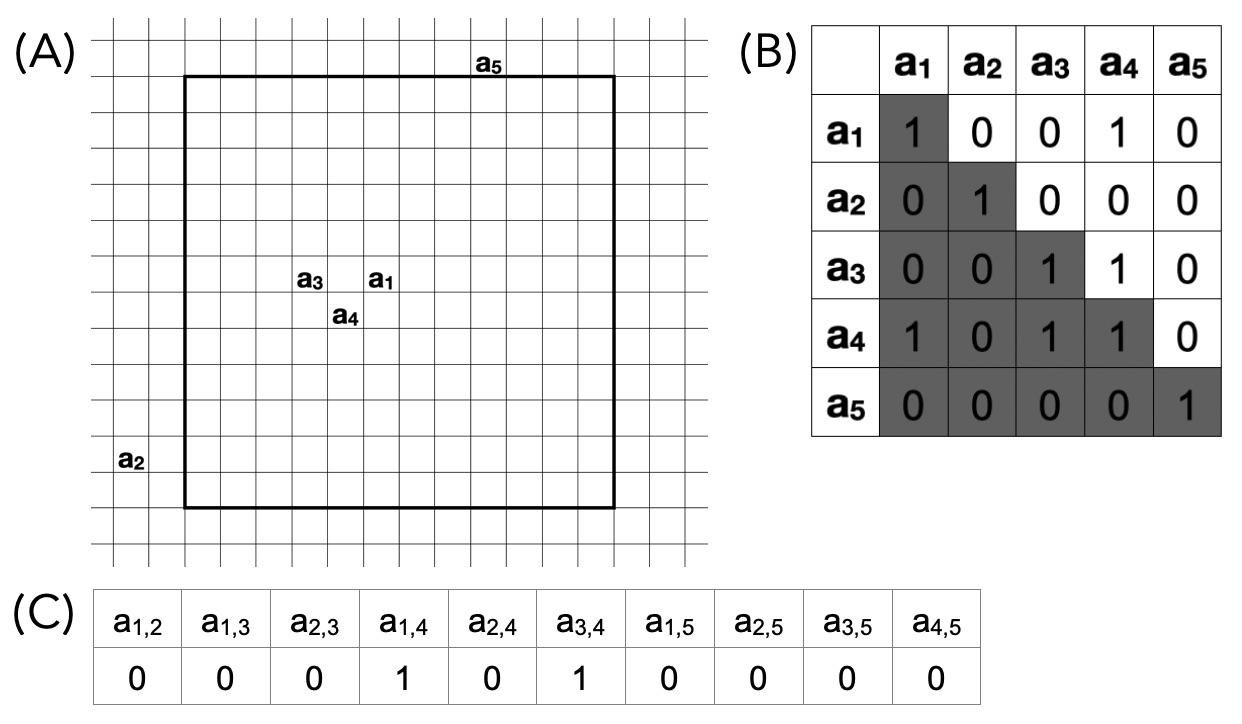 (A)
a5
a3 a1
a4
a2
(B)
a1 a2 a3 a4 a5
a1 1 0 0 1 0
a2 0 1 0 0 0
a3 0 0 1 1 0
a4 1 0 1 1 0
a5 0 0 0 0 1
(C)
a1,2 a1,3 a2,3 a1,4 a2,4 a3,4 a1,5 a2,5 a3,5 a4,5
0 0 0 1 0 1 0 0 0 0